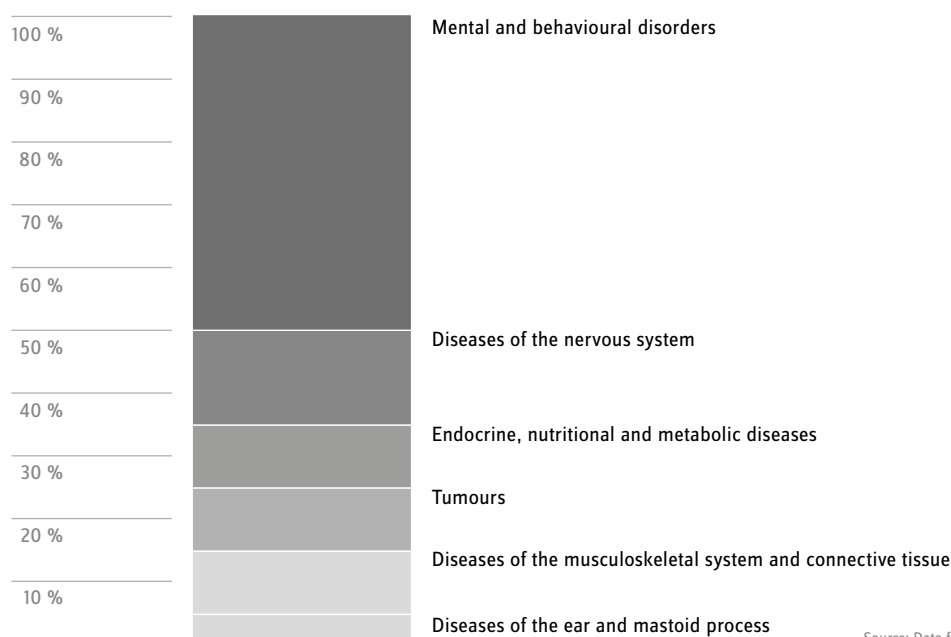 100 %
Mental and behavioural disorders
90 %
80 %
70 %
60 %
50 %
Diseases of the nervous system
40 %
Endocrine, nutritional and metabolic diseases
30 %
Tumours
20 %
Diseases of the musculoskeletal system and connective tissue
10 %
Diseases of the ear and mastoid process